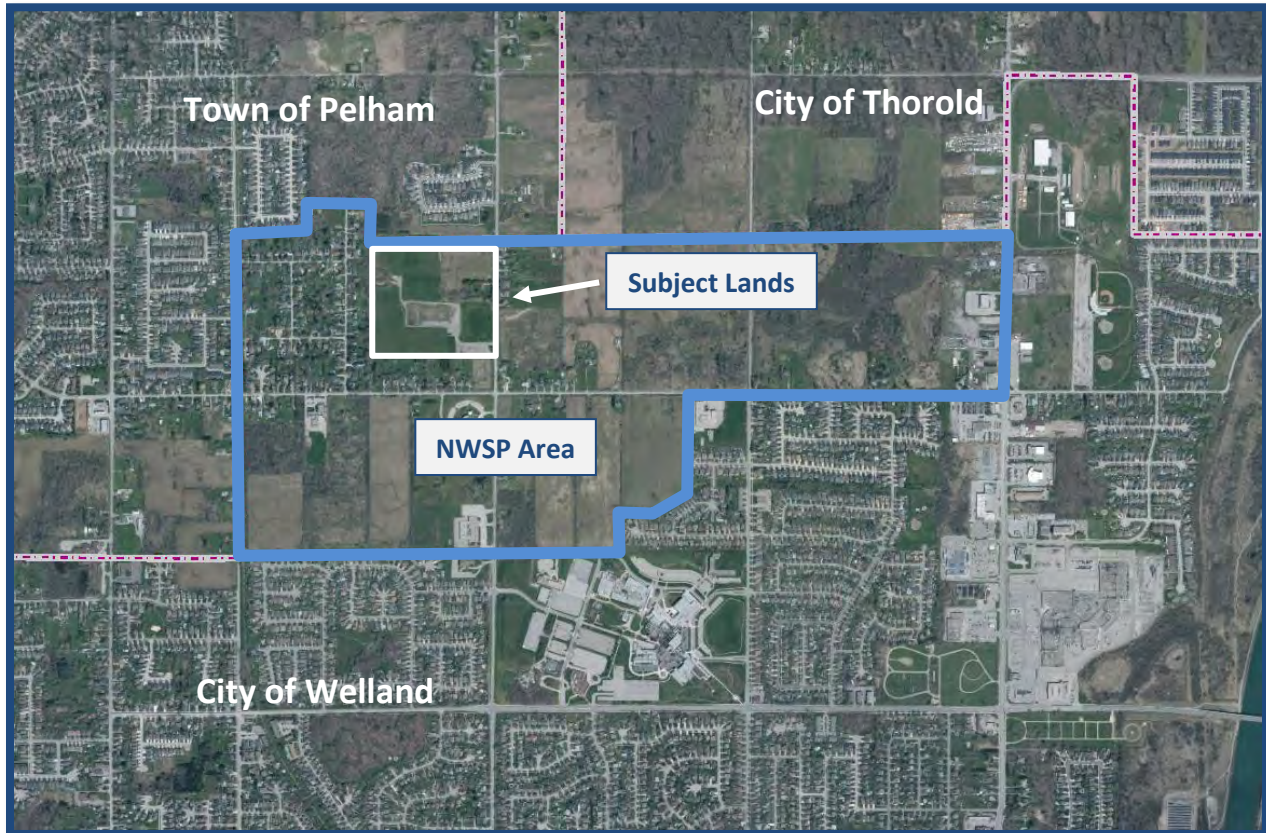 Town of Pelham
City of Thorold
Subject Lands
NWSP Area
City of Welland